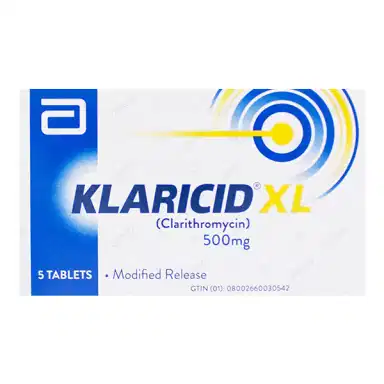 KLARICID® XL
(Clarithromycin)
500mg
5 TABLETS • Modified Release
GTIN (01): 08002660030542